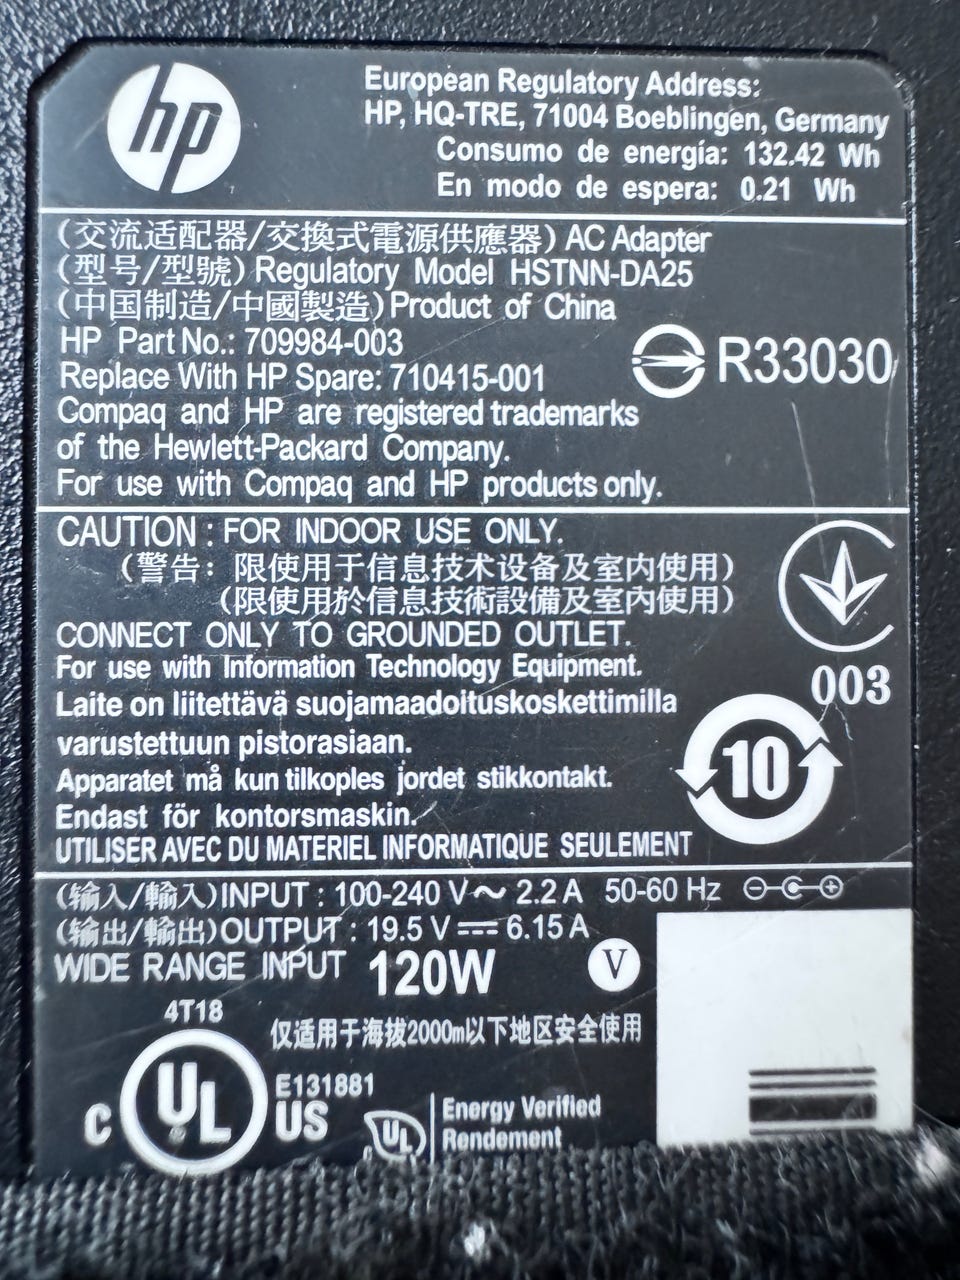 hp
European Regulatory Address:
HP, HQ-TRE, 71004 Boeblingen, Germany
Consumo de energía: 132.42 Wh
En modo de espera: 0.21 Wh
(交流适配器/交換式電源供應器) AC Adapter
(型号/型號) Regulatory Model HSTNN-DA25
(中国制造/中國製造) Product of China
HP Part No.: 709984-003
Replace With HP Spare: 710415-001
R33030
Compaq and HP are registered trademarks
of the Hewlett-Packard Company.
For use with Compaq and HP products only.
CAUTION : FOR INDOOR USE ONLY.
(警告: 限使用于信息技术设备及室内使用)
(限使用於信息技術設備及室內使用)
CONNECT ONLY TO GROUNDED OUTLET.
For use with Information Technology Equipment.
003
Laite on liitettävä suojamaadoituskoskettimilla
varustettuun pistorasiaan.
10
Apparatet må kun tilkoples jordet stikkontakt.
Endast för kontorsmaskin.
UTILISER AVEC DU MATERIEL INFORMATIQUE SEULEMENT
(输入/輸入) INPUT : 100-240 V~ 2.2 A 50-60 Hz
(输出/輸出) OUTPUT : 19.5 V⎓ 6.15 A
WIDE RANGE INPUT 120W V
4T18
仅适用于海拔2000m以下地区安全使用
C UL US
E131881
UL
Energy Verified
Rendement